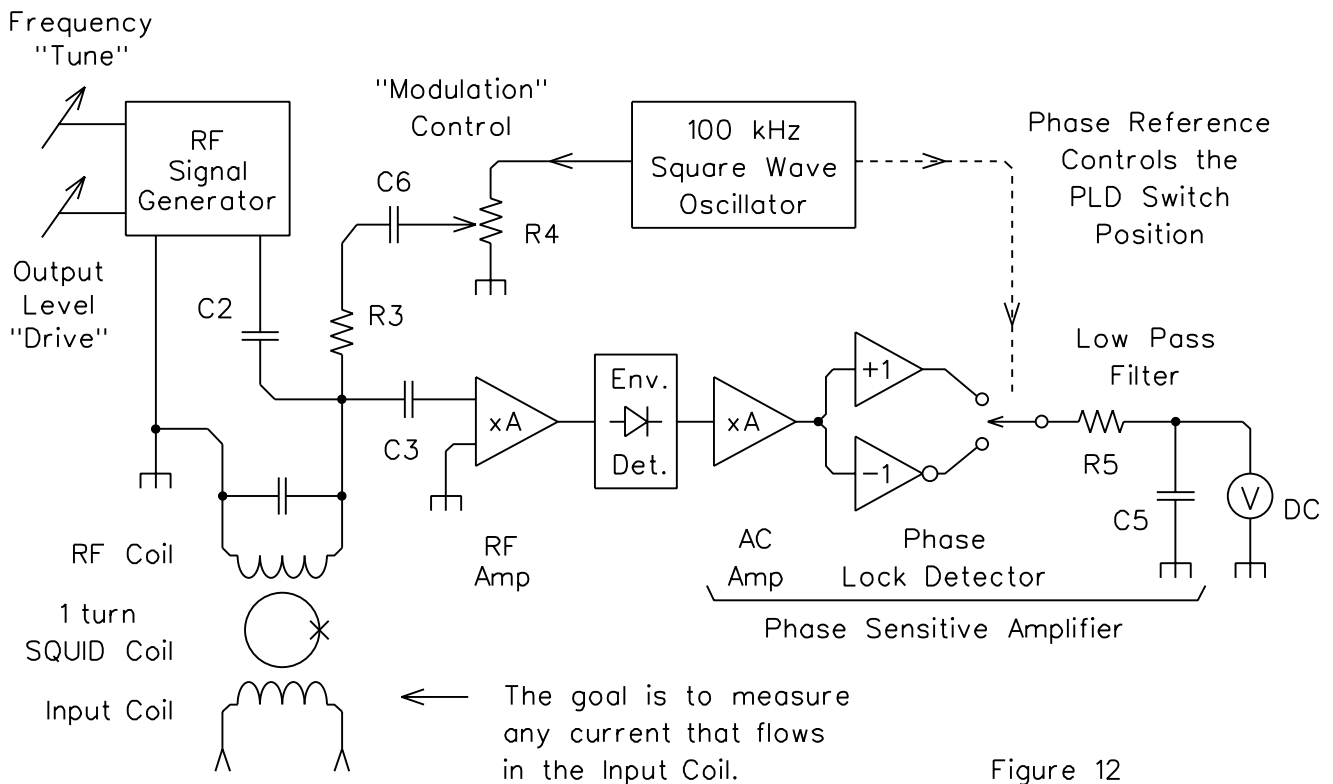 Frequency
"Tune"
RF
Signal
Generator
Output
Level
"Drive"
"Modulation"
Control
C6
R4
100 kHz
Square Wave
Oscillator
Phase Reference
Controls the
PLD Switch
Position
C2
R3
C3
xA
RF
Amp
Env.
Det.
xA
AC
Amp
+1
-1
Phase
Lock Detector
Phase Sensitive Amplifier
Low Pass
Filter
R5
C5
V
DC
RF Coil
1 turn
SQUID Coil
Input Coil
The goal is to measure
any current that flows
in the Input Coil.
Figure 12